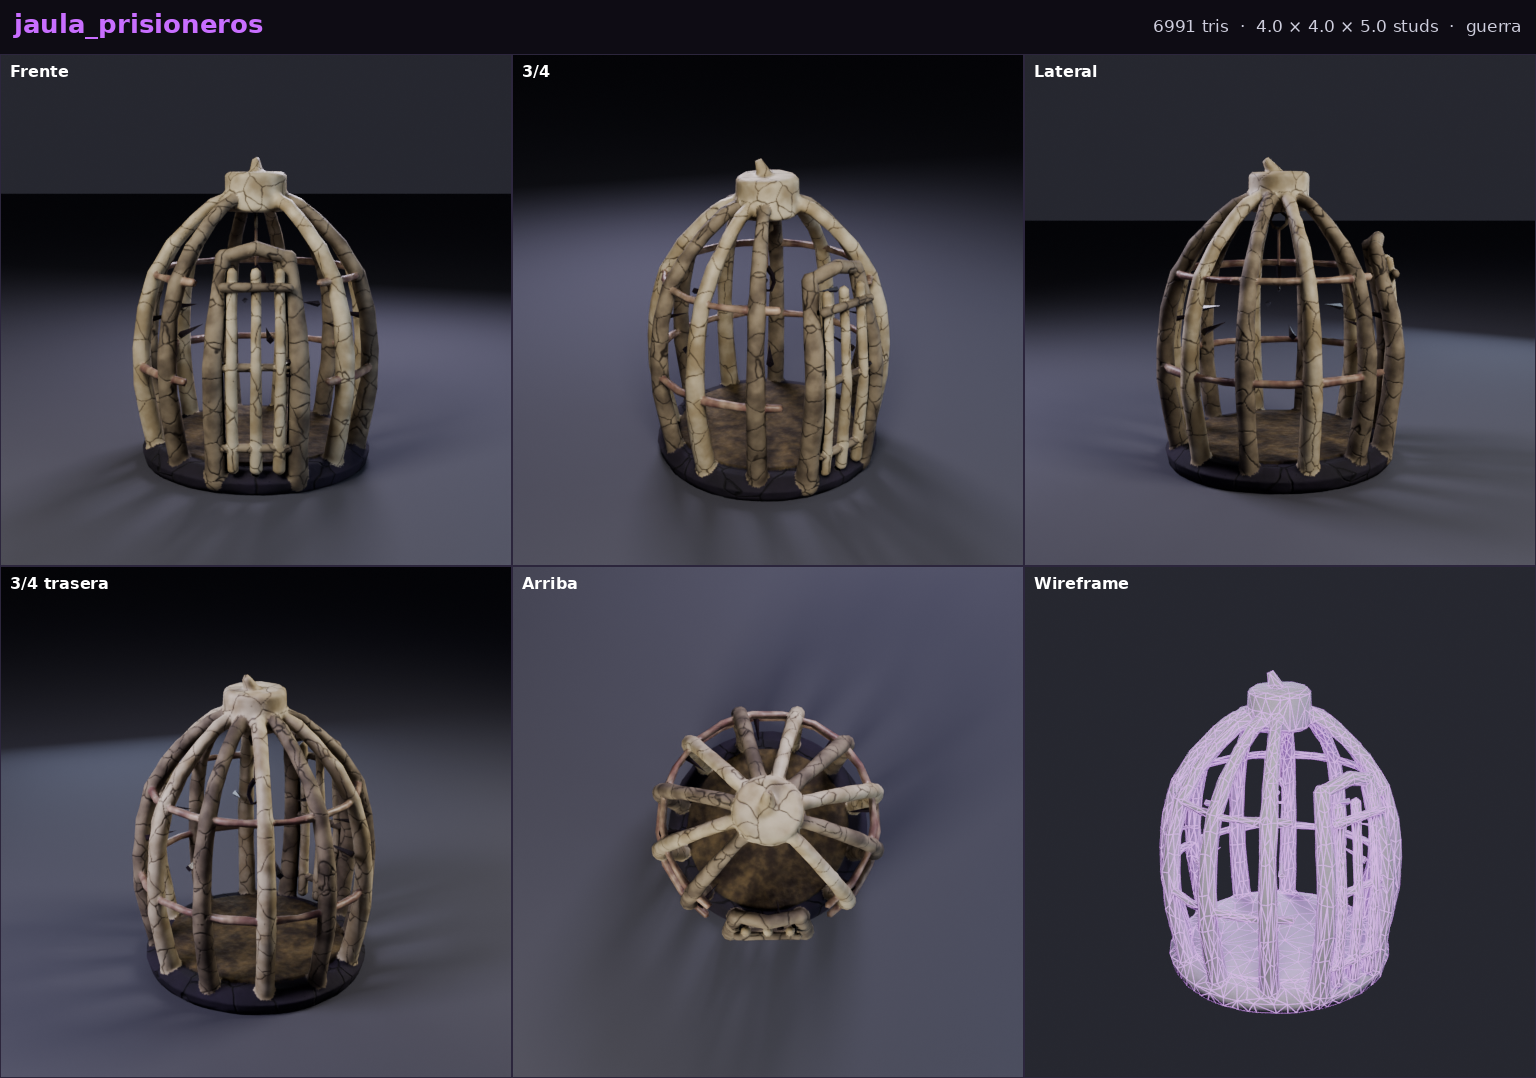 jaula_prisioneros
6991 tris · 4.0 × 4.0 × 5.0 studs · guerra
Frente
3/4
Lateral
3/4 trasera
Arriba
Wireframe